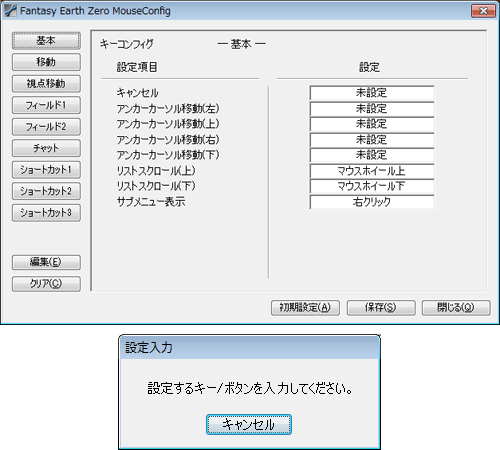 Fantasy Earth Zero MouseConfig
基本
移動
視点移動
フィールド1
フィールド2
チャット
ショートカット1
ショートカット2
ショートカット3
編集(E)
クリア(C)
キーコンフィグ ― 基本 ―
設定項目 設定
キャンセル 未設定
アンカーカーソル移動(左) 未設定
アンカーカーソル移動(上) 未設定
アンカーカーソル移動(右) 未設定
アンカーカーソル移動(下) 未設定
リストスクロール(上) マウスホイール上
リストスクロール(下) マウスホイール下
サブメニュー表示 右クリック
初期設定(A) 保存(S) 閉じる(Q)
設定入力
設定するキー/ボタンを入力してください。
キャンセル